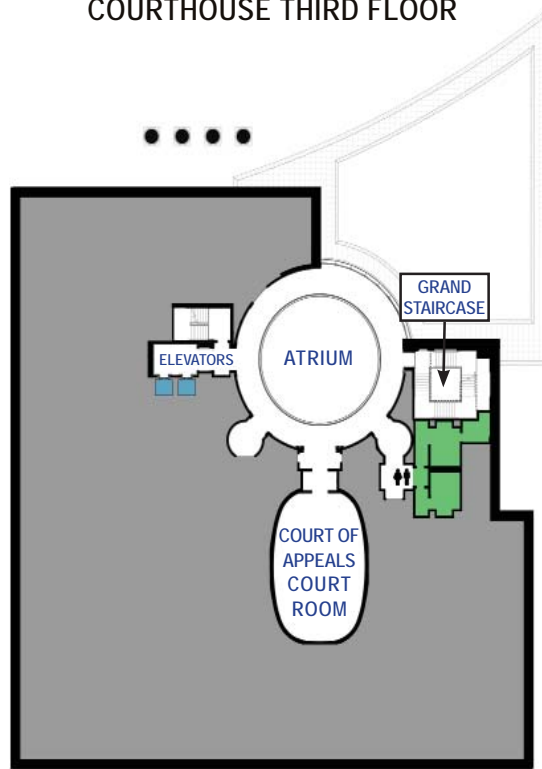 COURTHOUSE THIRD FLOOR
GRAND
STAIRCASE
ELEVATORS
ATRIUM
COURT OF
APPEALS
COURT
ROOM